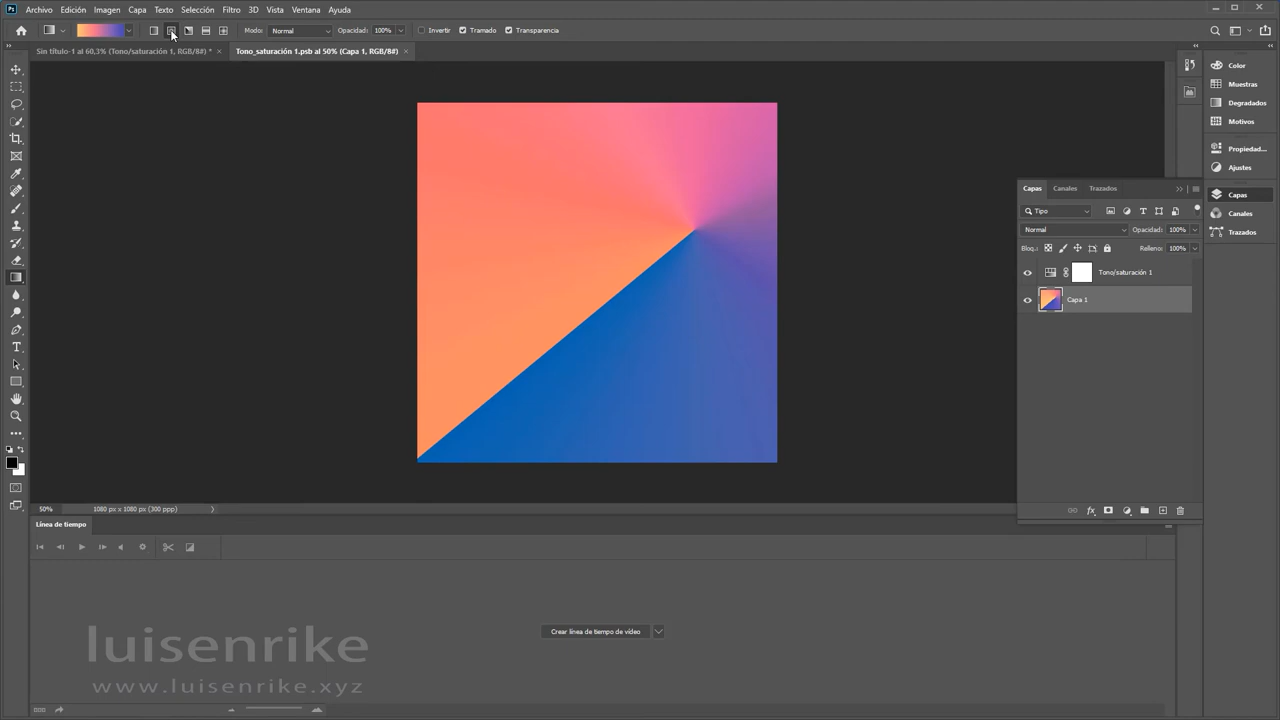 Ps Archivo Edición Imagen Capa Texto Selección Filtro 3D Vista Ventana Ayuda
Modo: Normal Opacidad: 100% Invertir Tramado Transparencia
Sin título-1 al 60,3% (Tono/saturación 1, RGB/8#) * × Tono_saturación 1.psb al 50% (Capa 1, RGB/8#) ×
Color
Muestras
Degradados
Motivos
Propiedad...
Ajustes
Capas
Canales
Trazados
Capas Canales Trazados
Tipo
Normal Opacidad: 100%
Bloq.: Relleno: 100%
Tono/saturación 1
Capa 1
50% 1080 px x 1080 px (300 ppp)
Línea de tiempo
Crear línea de tiempo de vídeo
luisenrike
www.luisenrike.xyz